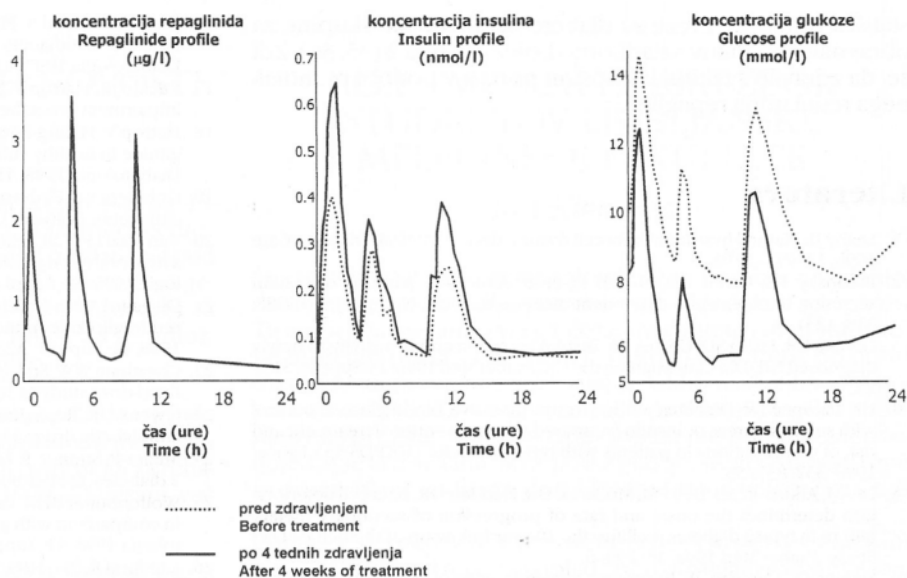 koncentracija repaglinida
Repaglinide profile
(µg/l)
4
3
2
1
0
0 6 12 18 24
čas (ure)
Time (h)
koncentracija insulina
Insulin profile
(nmol/l)
0.7
0.6
0.5
0.4
0.3
0.2
0.1
0.0
0 6 12 18 24
čas (ure)
Time (h)
koncentracija glukoze
Glucose profile
(mmol/l)
14
12
10
8
6
5
0 6 12 18 24
čas (ure)
Time (h)
pred zdravljenjem
Before treatment
po 4 tednih zdravljenja
After 4 weeks of treatment